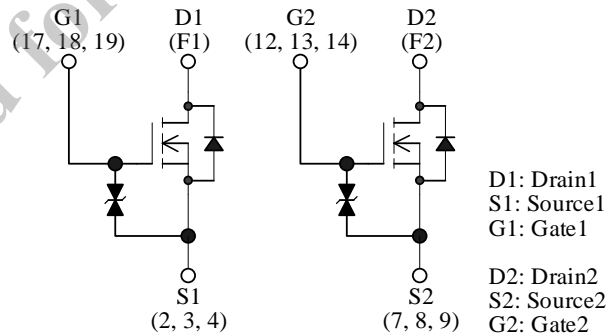 G1
(17, 18, 19)
D1
(F1)
G2
(12, 13, 14)
D2
(F2)
S1
(2, 3, 4)
S2
(7, 8, 9)
D1: Drain1
S1: Source1
G1: Gate1
D2: Drain2
S2: Source2
G2: Gate2